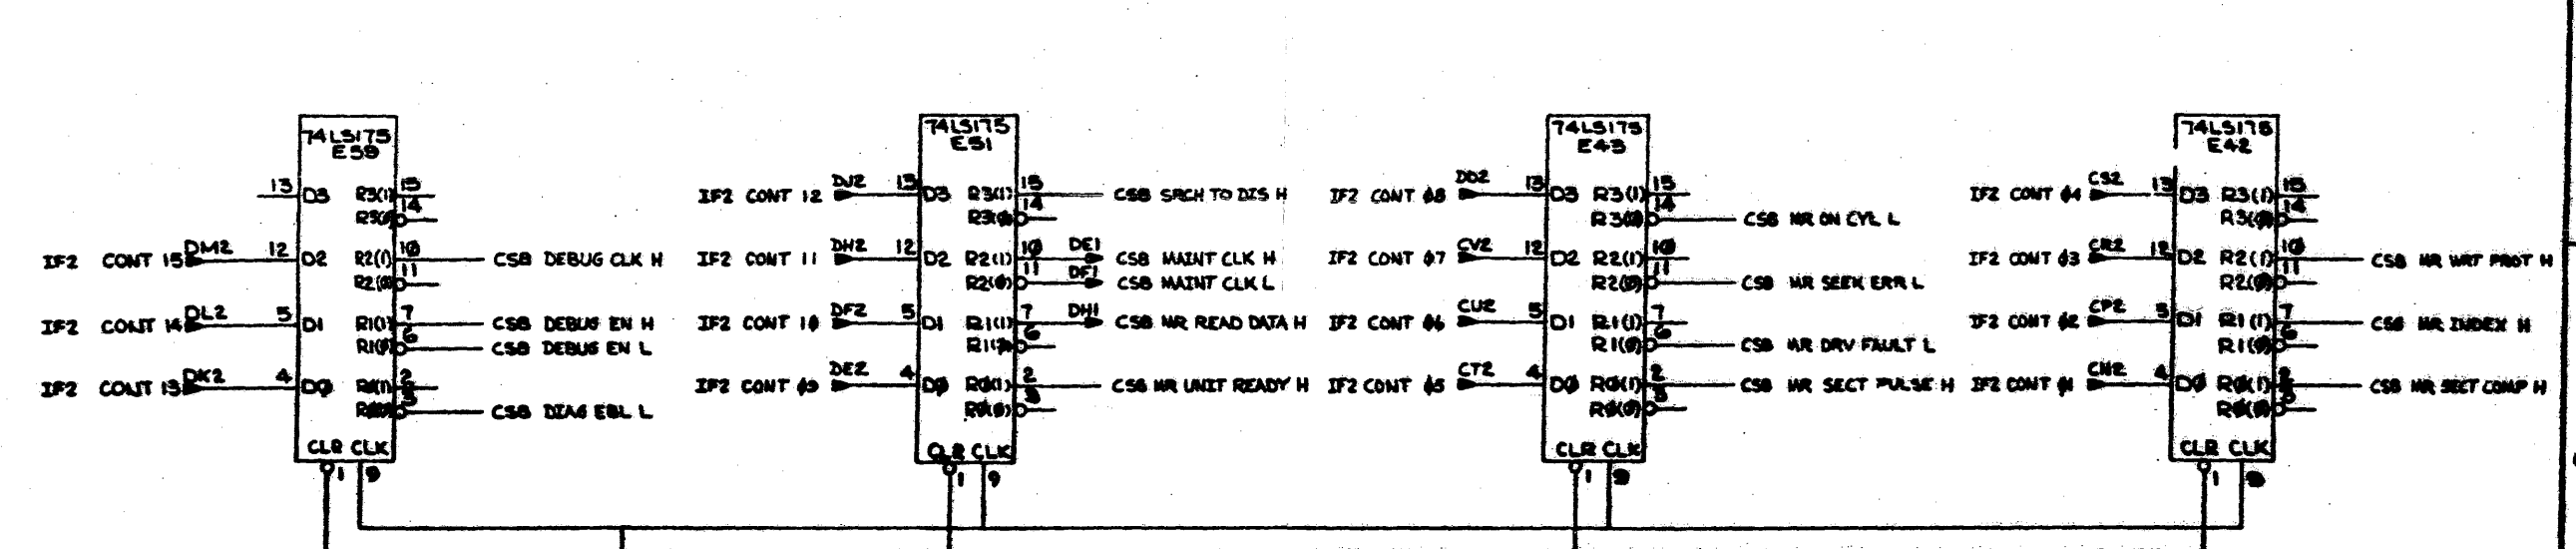 74LS175
E59
13 D3 R3(1) 15
R3(0) 14
IF2 CONT 15 DM2 12 D2 R2(1) 10 CSB DEBUG CLK H
R2(0) 11
IF2 CONT 14 DL2 5 D1 R1(1) 7 CSB DEBUG EN H
R1(0) 6 CSB DEBUG EN L
IF2 CONT 13 DK2 4 D0 R0(1) 2
CSB DIAG EBL L
CLR CLK
1 9
74LS175
E51
IF2 CONT 12 DJ2 13 D3 R3(1) 15 CSB SRCH TO DIS H
R3(0) 14
IF2 CONT 11 DH2 12 D2 R2(1) 10 DE1 CSB MAINT CLK H
R2(0) 11 DF1 CSB MAINT CLK L
IF2 CONT 10 DF2 5 D1 R1(1) 7 DH1 CSB MR READ DATA H
R1(0) 6
IF2 CONT 09 DE2 4 D0 R0(1) 2 CSB MR UNIT READY H
R0(0) 3
CLR CLK
1 9
74LS175
E43
IF2 CONT 08 DD2 13 D3 R3(1) 15
R3(0) 14 CSB MR ON CYL L
IF2 CONT 07 CV2 12 D2 R2(1) 10
R2(0) 11 CSB MR SEEK ERR L
IF2 CONT 06 CU2 5 D1 R1(1) 7
R1(0) 6 CSB MR DRV FAULT L
IF2 CONT 05 CT2 4 D0 R0(1) 2 CSB MR SECT PULSE H
R0(0) 3
CLR CLK
1 9
74LS175
E42
IF2 CONT 04 CS2 13 D3 R3(1) 15
R3(0) 14
IF2 CONT 03 CR2 12 D2 R2(1) 10 CSB MR WRT PROT H
R2(0) 11
IF2 CONT 02 CP2 5 D1 R1(1) 7 CSB MR INDEX H
R1(0) 6
IF2 CONT 01 CN2 4 D0 R0(1) 2 CSB MR SECT COMP H
R0(0) 3
CLR CLK
1 9